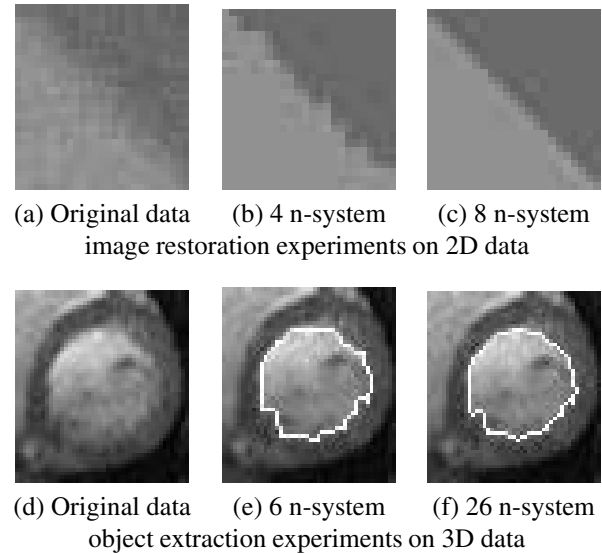 (a) Original data (b) 4 n-system (c) 8 n-system
image restoration experiments on 2D data
(d) Original data (e) 6 n-system (f) 26 n-system
object extraction experiments on 3D data